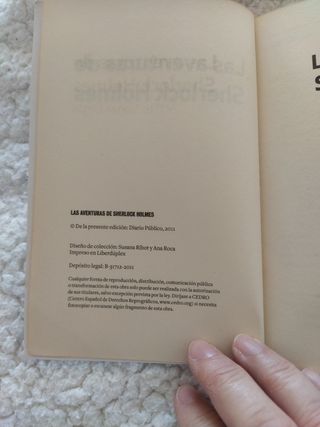 LAS AVENTURAS DE SHERLOCK HOLMES
© De la presente edición: Diario Público, 2011
Diseño de colección: Susana Ribot y Ana Roca
Impreso en Liberdúplex
Depósito legal: B-31712-2011
Cualquier forma de reproducción, distribución, comunicación pública
o transformación de esta obra solo puede ser realizada con la autorización
de sus titulares, salvo excepción prevista por la ley. Diríjase a CEDRO
(Centro Español de Derechos Reprográficos, www.cedro.org) si necesita
fotocopiar o escanear algún fragmento de esta obra.
L
S